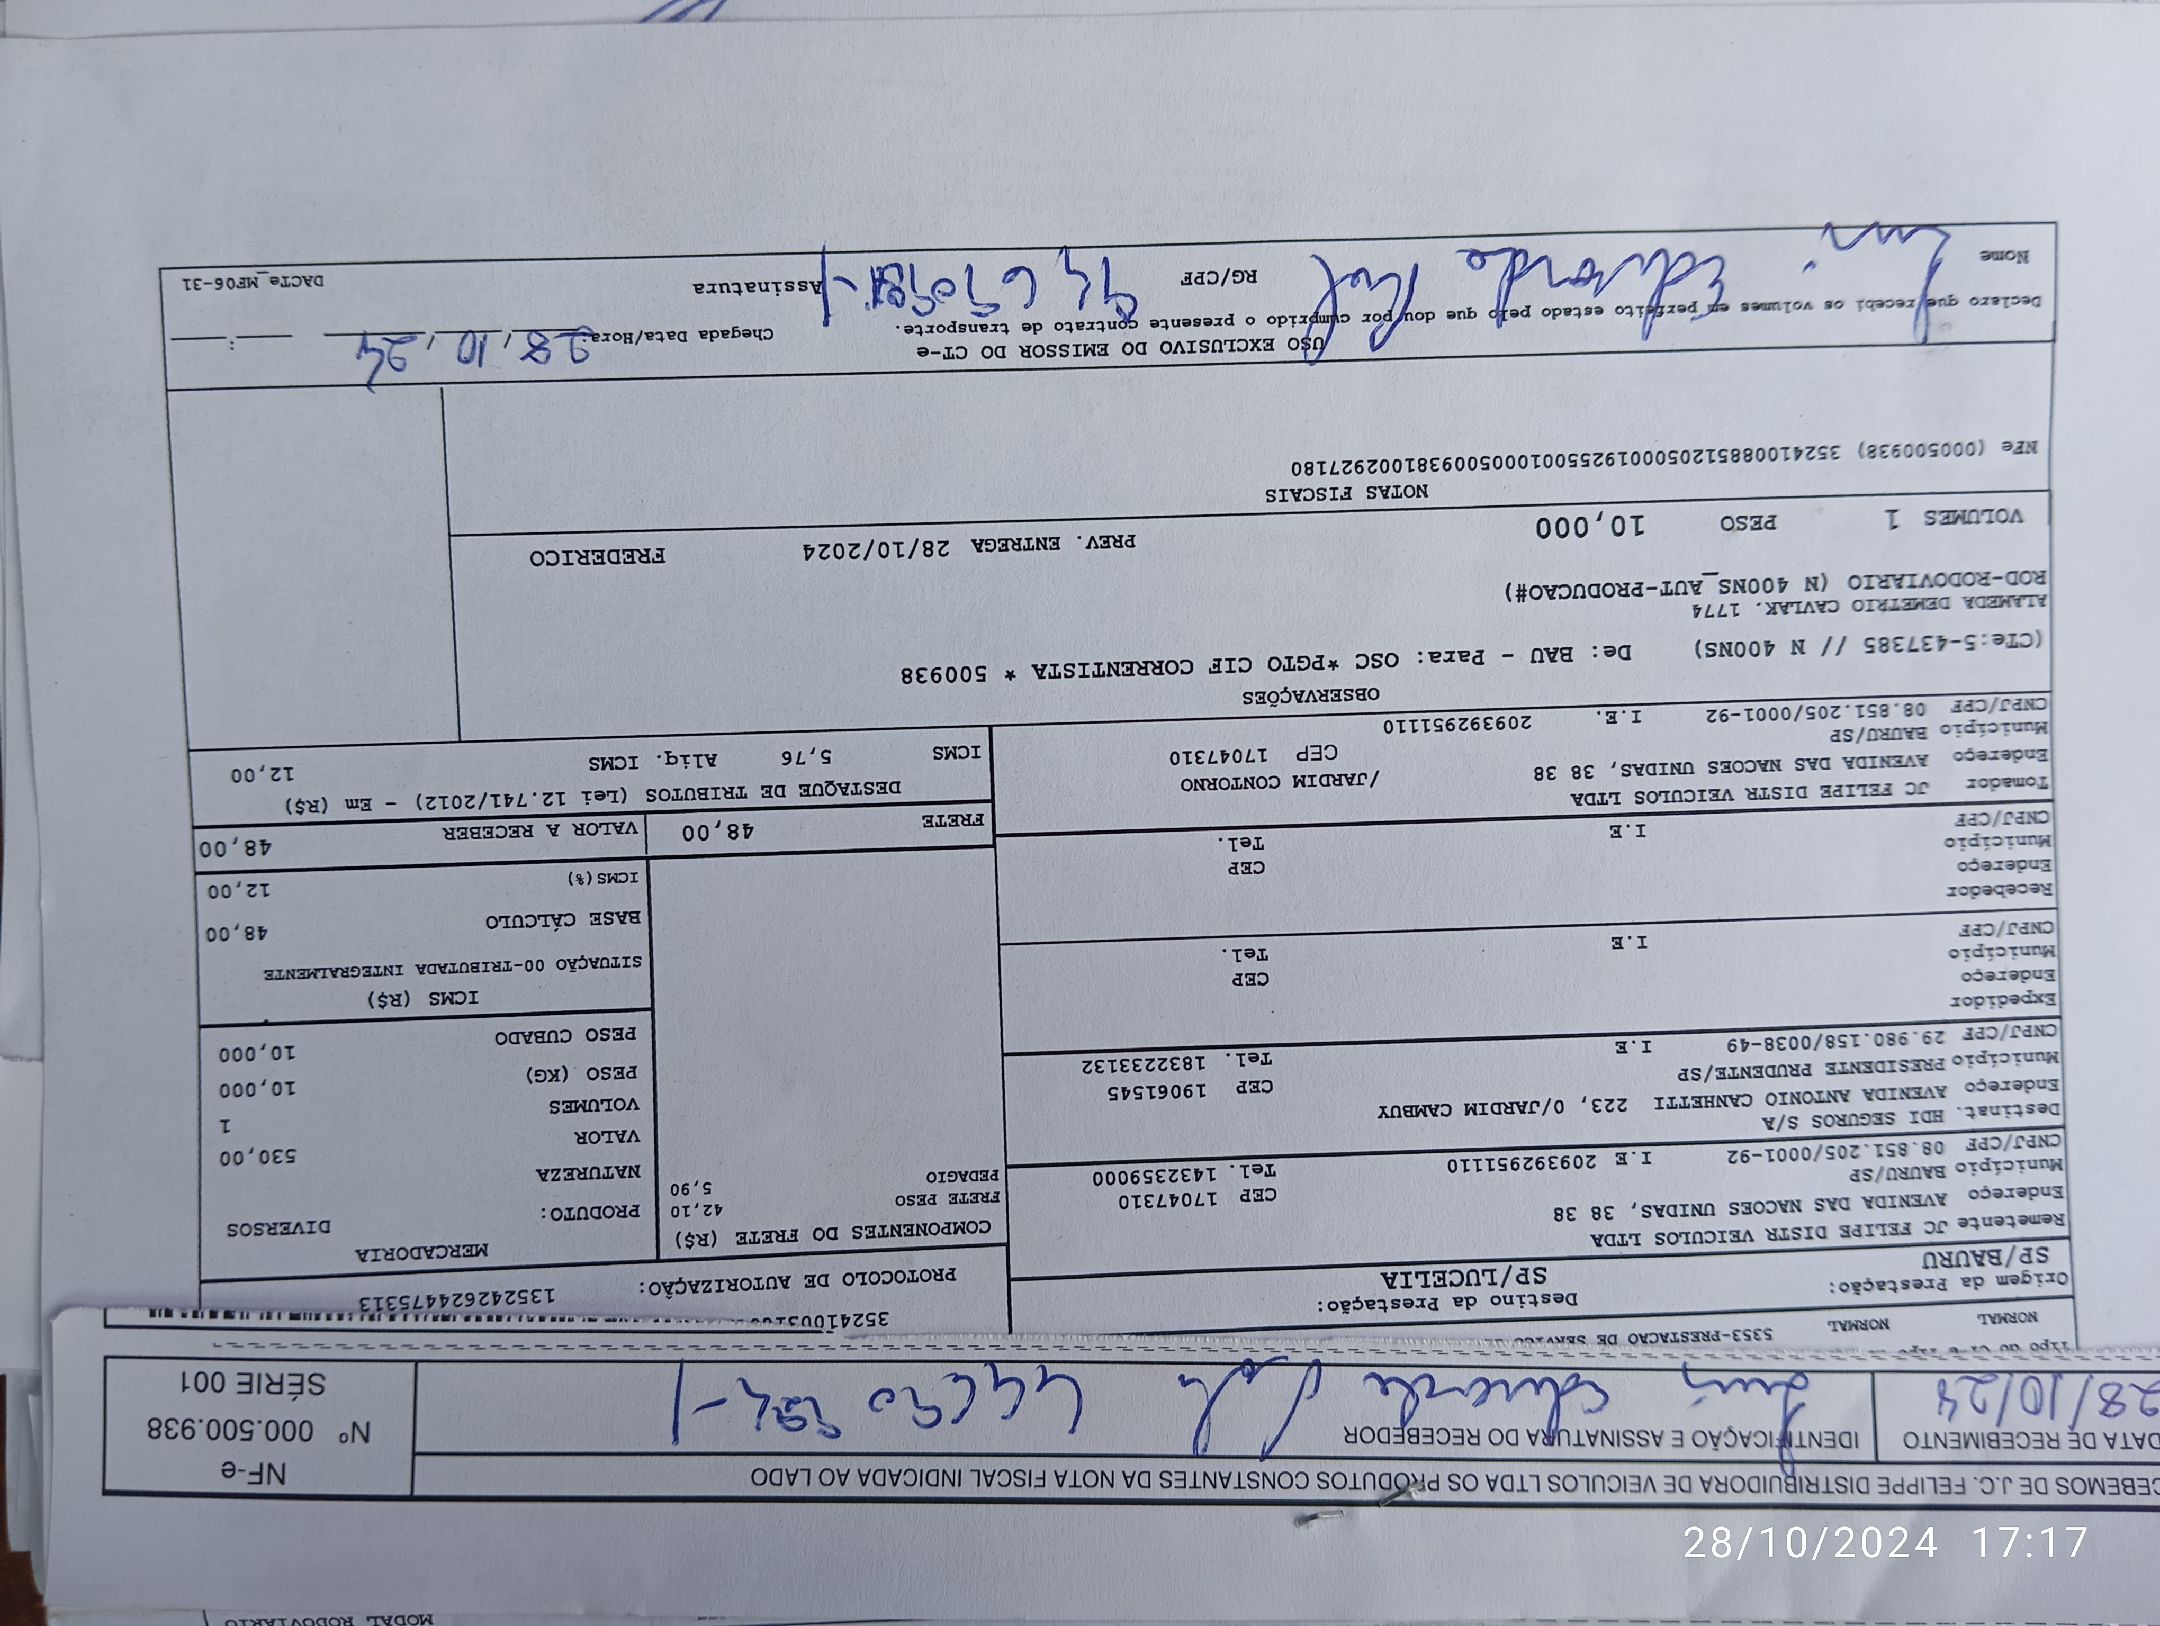 MODAL RODOVIARIO
28/10/2024 17:17
CEBEMOS DE J.C. FELIPPE DISTRIBUIDORA DE VEICULOS LTDA OS PRODUTOS CONSTANTES DA NOTA FISCAL INDICADA AO LADO
NF-e
Nº 000.500.938
SÉRIE 001
DATA DE RECEBIMENTO
28/10/24
IDENTIFICAÇÃO E ASSINATURA DO RECEBEDOR
Luis Eduardo
NORMAL NORMAL 5353-PRESTACAO DE
Origem da Prestação:
SP/BAURU
Destino da Prestação:
SP/LUCELIA
PROTOCOLO DE AUTORIZAÇÃO: 135242624475313
Remetente JC FELIPE DISTR VEICULOS LTDA
Endereço AVENIDA DAS NACOES UNIDAS, 38 38
Município BAURU/SP CEP 17047310
CNPJ/CPF 08.851.205/0001-92 I.E 209392951110 Tel. 1432359000
Destinat. HDI SEGUROS S/A
Endereço AVENIDA ANTONIO CANHETTI 223, 0/JARDIM CAMBUY
Município PRESIDENTE PRUDENTE/SP CEP 19061545
CNPJ/CPF 29.980.158/0038-49 I.E Tel. 1832233132
Expedidor
Endereço
Município CEP
CNPJ/CPF I.E Tel.
Recebedor
Endereço
Município CEP
CNPJ/CPF I.E Tel.
Tomador JC FELIPE DISTR VEICULOS LTDA
Endereço AVENIDA DAS NACOES UNIDAS, 38 38 /JARDIM CONTORNO
Município BAURU/SP CEP 17047310
CNPJ/CPF 08.851.205/0001-92 I.E. 209392951110
COMPONENTES DO FRETE (R$)
FRETE PESO 42,10
PEDAGIO 5,90
MERCADORIA
PRODUTO: DIVERSOS
NATUREZA
VALOR 530,00
VOLUMES 1
PESO (KG) 10,000
PESO CUBADO 10,000
ICMS (R$)
SITUAÇÃO 00-TRIBUTADA INTEGRALMENTE
BASE CÁLCULO 48,00
ICMS(%) 12,00
FRETE 48,00 VALOR A RECEBER 48,00
DESTAQUE DE TRIBUTOS (Lei 12.741/2012) - Em (R$)
ICMS 5,76 Aliq. ICMS 12,00
OBSERVAÇÕES
(CTe:5-437385 // N 400NS) De: BAU - Para: OSC *PGTO CIF CORRENTISTA * 500938
ALAMEDA DEMETRIO CAVLAK. 1774
ROD-RODOVIARIO (N 400NS_AUT-PRODUCAO#)
VOLUMES 1 PESO 10,000 PREV. ENTREGA 28/10/2024 FREDERICO
NOTAS FISCAIS
NFe (000500938) 35241008851205000192550010005009381002927180
USO EXCLUSIVO DO EMISSOR DO CT-e
Declaro que recebi os volumes em perfeito estado pelo que dou por cumprido o presente contrato de transporte.
Chegada Data/Hora: 28,10,24
Nome Luis Eduardo RG/CPF Assinatura
DACTe_MF06-31